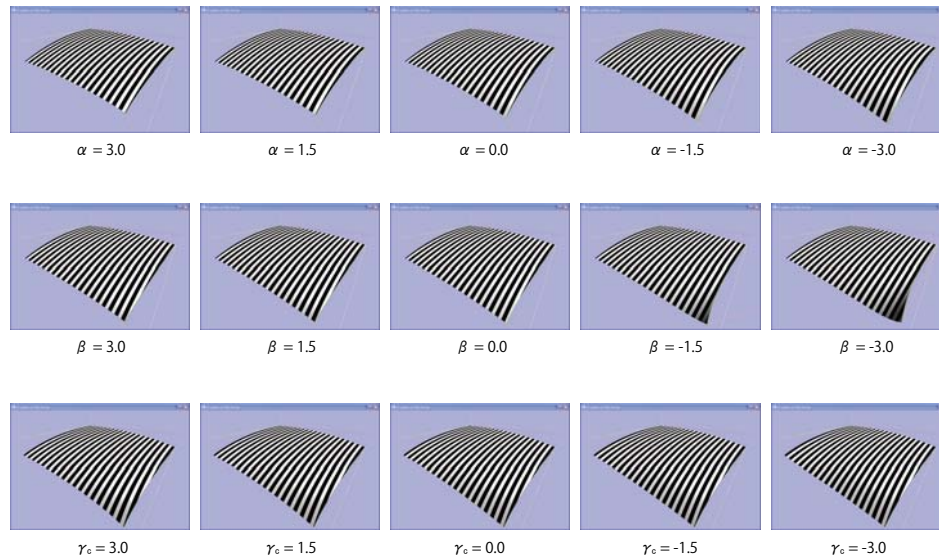 α = 3.0 α = 1.5 α = 0.0 α = -1.5 α = -3.0
β = 3.0 β = 1.5 β = 0.0 β = -1.5 β = -3.0
γc = 3.0 γc = 1.5 γc = 0.0 γc = -1.5 γc = -3.0